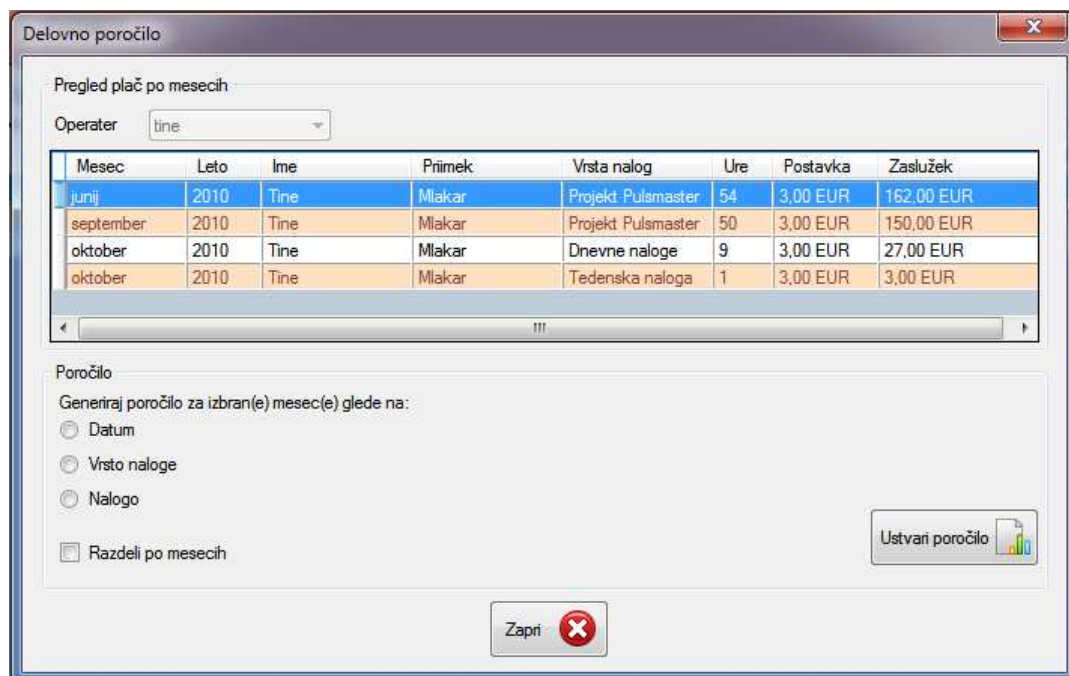 Delovno poročilo
Pregled plač po mesecih
Operater tine
Mesec Leto Ime Priimek Vrsta nalog Ure Postavka Zaslužek
junij 2010 Tine Mlakar Projekt Pulsmaster 54 3,00 EUR 162,00 EUR
september 2010 Tine Mlakar Projekt Pulsmaster 50 3,00 EUR 150,00 EUR
oktober 2010 Tine Mlakar Dnevne naloge 9 3,00 EUR 27,00 EUR
oktober 2010 Tine Mlakar Tedenska naloga 1 3,00 EUR 3,00 EUR
Poročilo
Generiraj poročilo za izbran(e) mesec(e) glede na:
Datum
Vrsto naloge
Nalogo
Razdeli po mesecih
Ustvari poročilo
Zapri